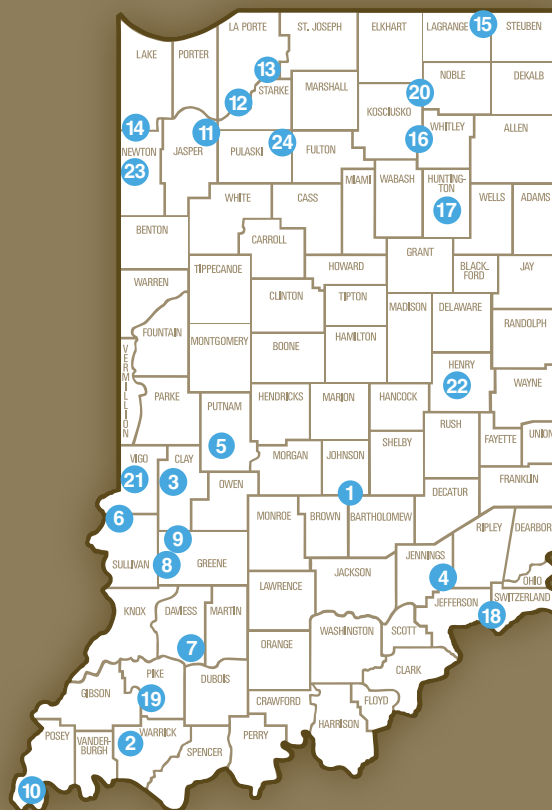 LA PORTE
ST. JOSEPH
ELKHART
LAGRANGE
15
STEUBEN
LAKE
PORTER
13
STARKE
MARSHALL
NOBLE
DEKALB
12
20
KOSCIUSKO
14
11
24
16
WHITLEY
ALLEN
NEWTON
23
JASPER
PULASKI
FULTON
MIAMI
WABASH
HUNTING-
TON
17
WHITE
CASS
WELLS
ADAMS
BENTON
CARROLL
GRANT
TIPPECANOE
HOWARD
BLACK-
FORD
JAY
WARREN
CLINTON
TIPTON
MADISON
DELAWARE
FOUNTAIN
MONTGOMERY
BOONE
HAMILTON
RANDOLPH
VERMILLION
HENRY
22
WAYNE
PARKE
PUTNAM
5
HENDRICKS
MARION
HANCOCK
RUSH
FAYETTE
UNION
VIGO
21
CLAY
3
MORGAN
JOHNSON
SHELBY
OWEN
1
DECATUR
FRANKLIN
6
MONROE
BROWN
BARTHOLOMEW
9
RIPLEY
DEARBOR
SULLIVAN
8
GREENE
JACKSON
JENNINGS
4
OHIO
LAWRENCE
JEFFERSON
SWITZERLAND
18
KNOX
DAVIESS
MARTIN
WASHINGTON
SCOTT
7
ORANGE
PIKE
19
DUBOIS
CLARK
GIBSON
CRAWFORD
FLOYD
POSEY
VANDER-
BURGH
2
WARRICK
SPENCER
PERRY
HARRISON
10